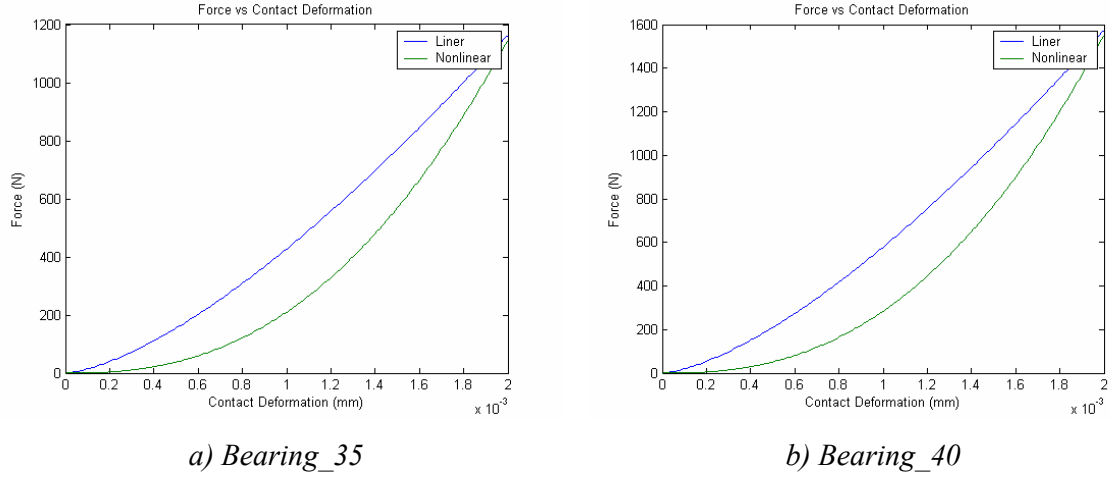 Force vs Contact Deformation
1200
1000
800
600
400
200
0
Force (N)
Liner
Nonlinear
0 0.2 0.4 0.6 0.8 1 1.2 1.4 1.6 1.8 2
Contact Deformation (mm)
x 10-3
a) Bearing_35
Force vs Contact Deformation
1600
1400
1200
1000
800
600
400
200
0
Force (N)
Liner
Nonlinear
0 0.2 0.4 0.6 0.8 1 1.2 1.4 1.6 1.8 2
Contact Deformation (mm)
x 10-3
b) Bearing_40